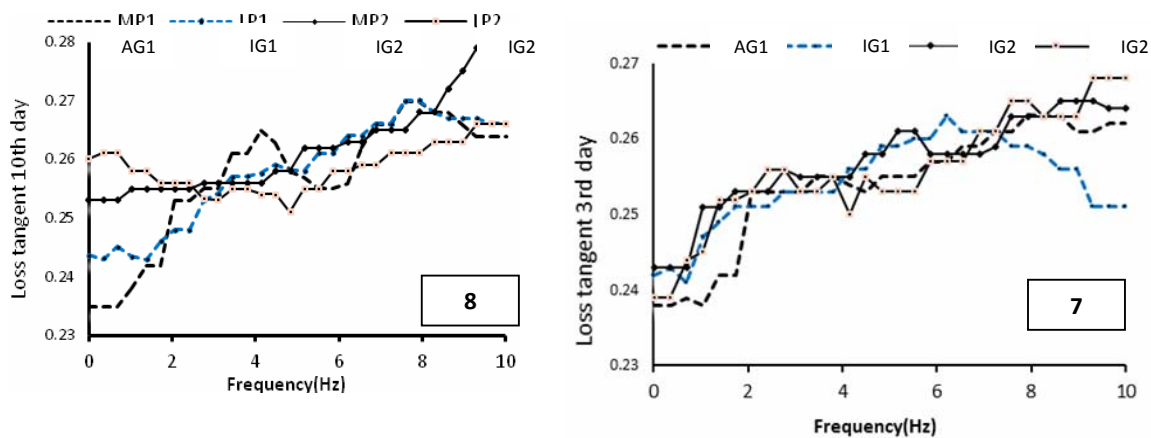 MP1 IP1 MP2 IP2
AG1 IG1 IG2 IG2
0.28
0.27
0.26
0.25
0.24
0.23
Loss tangent 10th day
8
0 2 4 6 8 10
Frequency(Hz)
AG1 IG1 IG2 IG2
0.27
0.26
0.25
0.24
0.23
Loss tangent 3rd day
7
0 2 4 6 8 10
Frequency(Hz)